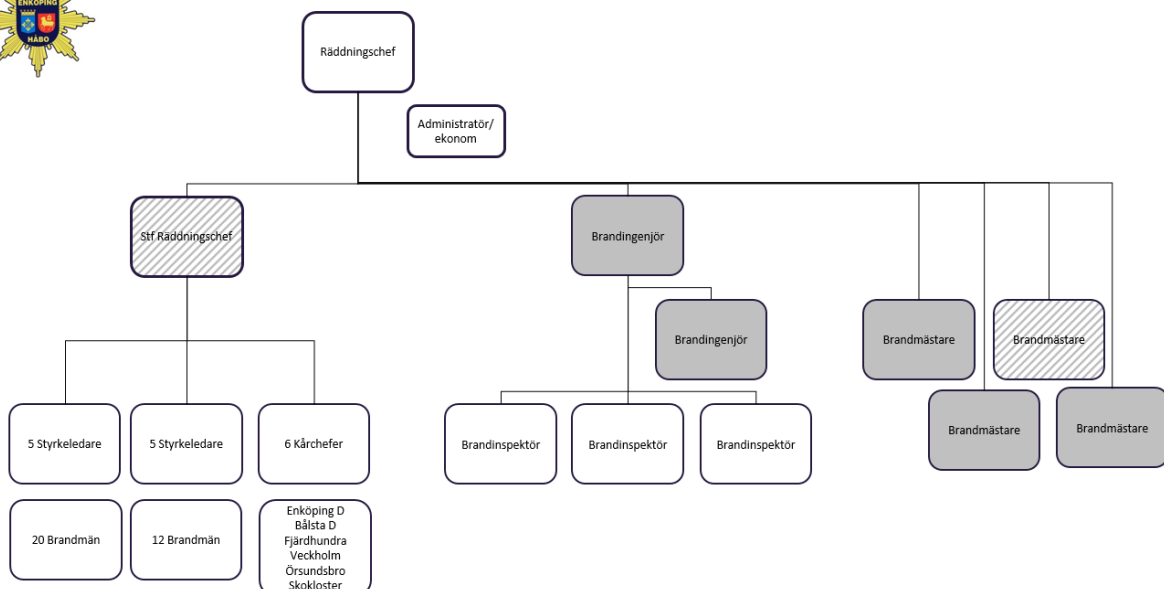 ENKÖPING
HÅBO
Räddningschef
Administratör/
ekonom
Stf Räddningschef
Brandingenjör
Brandingenjör
Brandmästare
Brandmästare
Brandmästare
Brandmästare
5 Styrkeledare
5 Styrkeledare
6 Kårchefer
Brandinspektör
Brandinspektör
Brandinspektör
20 Brandmän
12 Brandmän
Enköping D
Bålsta D
Fjärdhundra
Veckholm
Örsundsbro
Skokloster